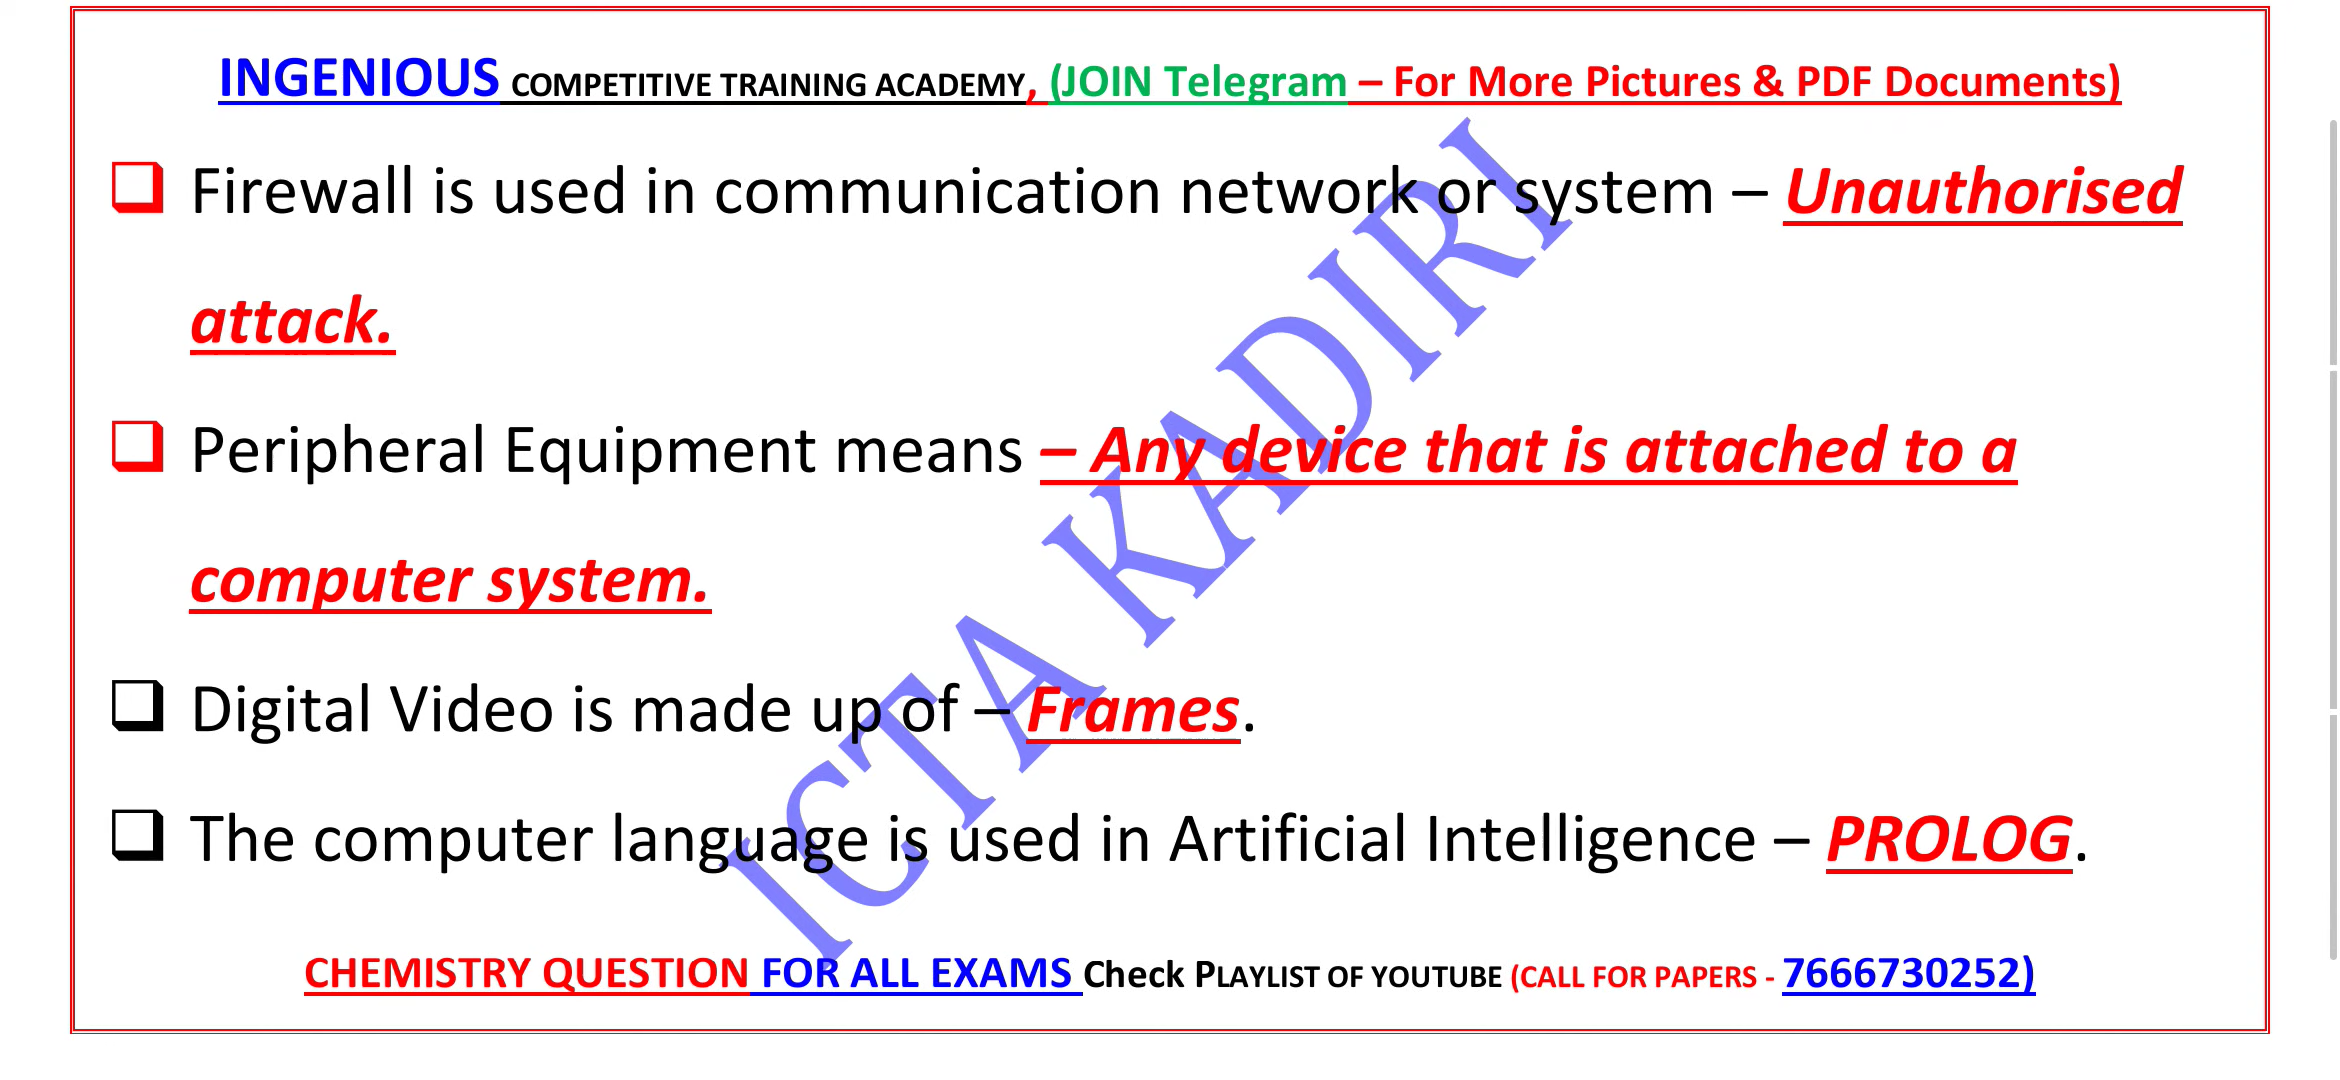 INGENIOUS COMPETITIVE TRAINING ACADEMY, (JOIN Telegram – For More Pictures & PDF Documents)
❑ Firewall is used in communication network or system – Unauthorised
attack.
❑ Peripheral Equipment means – Any device that is attached to a
computer system.
❑ Digital Video is made up of – Frames.
❑ The computer language is used in Artificial Intelligence – PROLOG.
ICTA KADIRI
CHEMISTRY QUESTION FOR ALL EXAMS Check PLAYLIST OF YOUTUBE (CALL FOR PAPERS - 7666730252)